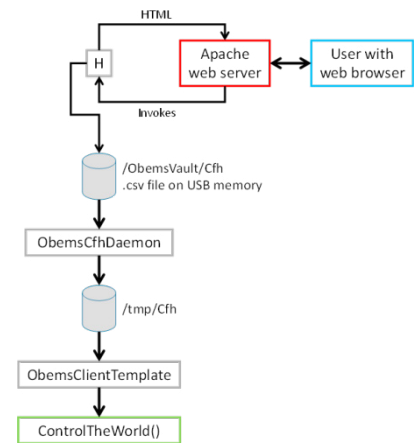 HTML
H
Apache
web server
User with
web browser
Invokes
/ObemsVault/Cfh
.csv file on USB memory
ObemsCfhDaemon
/tmp/Cfh
ObemsClientTemplate
ControlTheWorld()